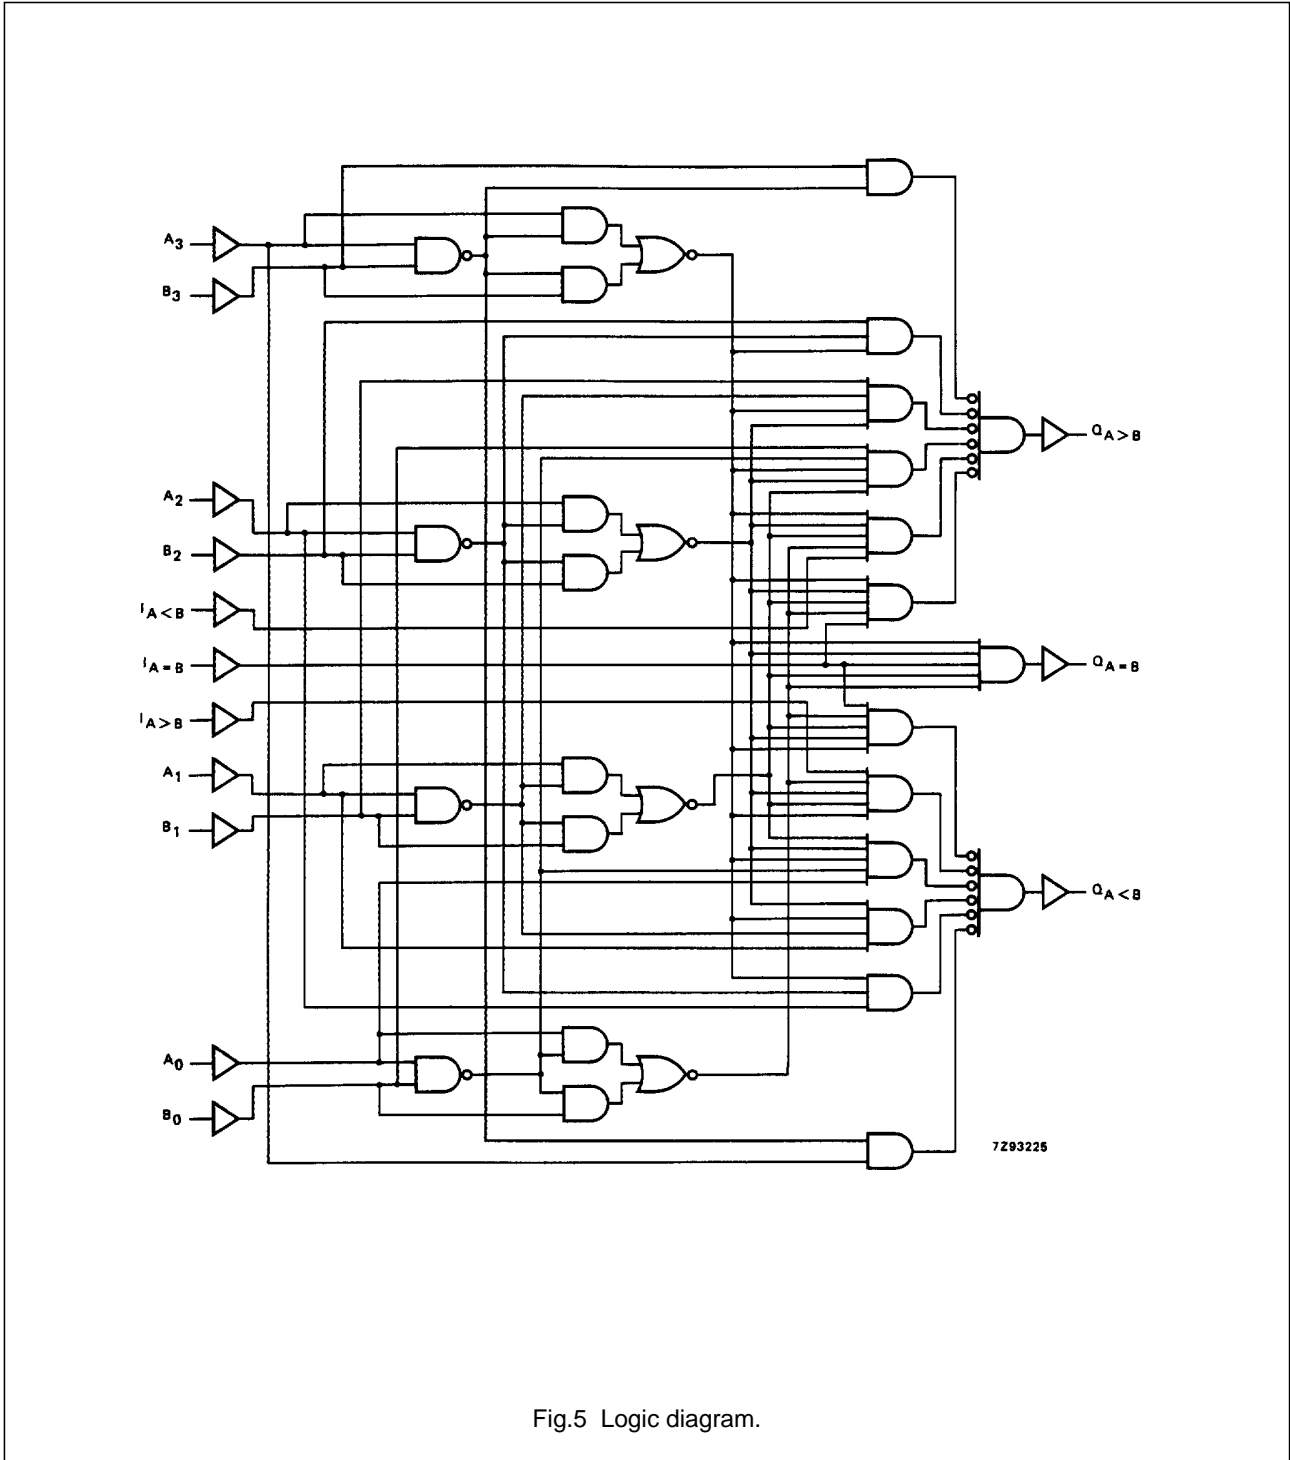 A3
B3
QA>B
A2
B2
IA<B
IA=B
QA=B
IA>B
A1
B1
QA<B
A0
B0
7Z93225
Fig.5 Logic diagram.